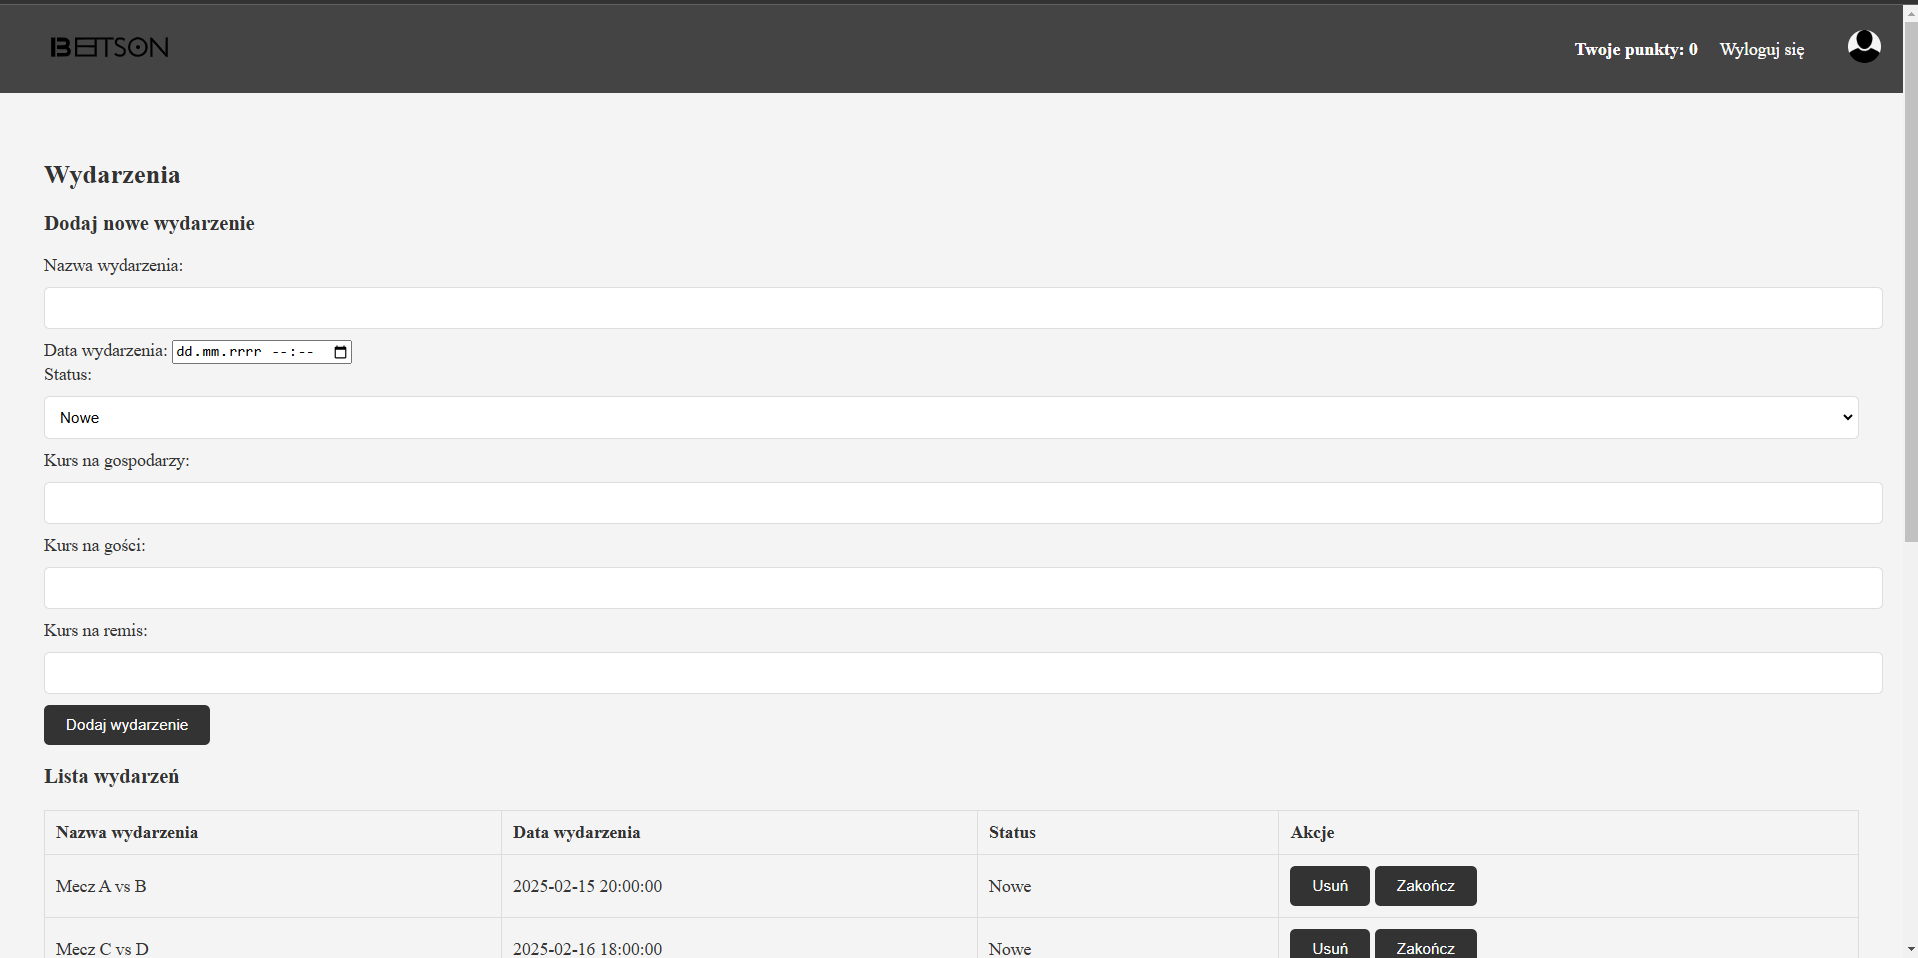 BETSON
Twoje punkty: 0 Wyloguj się
Wydarzenia
Dodaj nowe wydarzenie
Nazwa wydarzenia:
Data wydarzenia: dd.mm.rrrr --:--
Status:
Nowe
Kurs na gospodarzy:
Kurs na gości:
Kurs na remis:
Dodaj wydarzenie
Lista wydarzeń
Nazwa wydarzenia Data wydarzenia Status Akcje
Mecz A vs B 2025-02-15 20:00:00 Nowe Usuń Zakończ
Mecz C vs D 2025-02-16 18:00:00 Nowe Usuń Zakończ